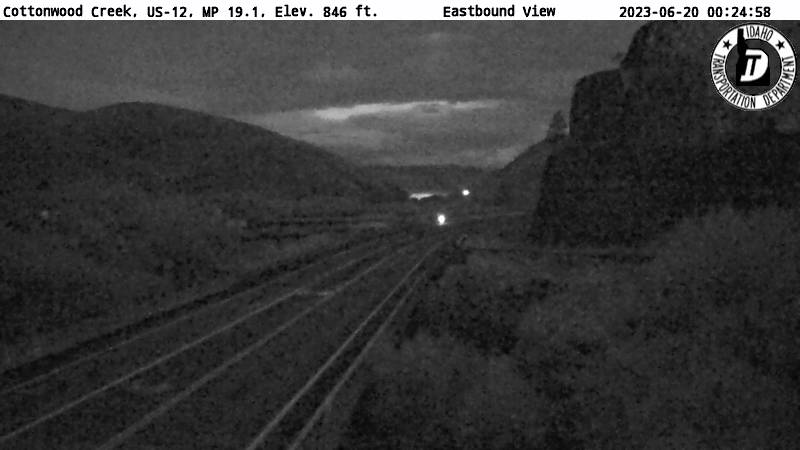 Cottonwood Creek, US-12, MP 19.1, Elev. 846 ft. Eastbound View 2023-06-20 00:24:58
IDAHO
TRANSPORTATION DEPARTMENT